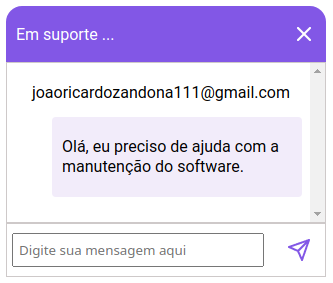 Em suporte ...
joaoricardozandona111@gmail.com
Olá, eu preciso de ajuda com a
manutenção do software.
Digite sua mensagem aqui